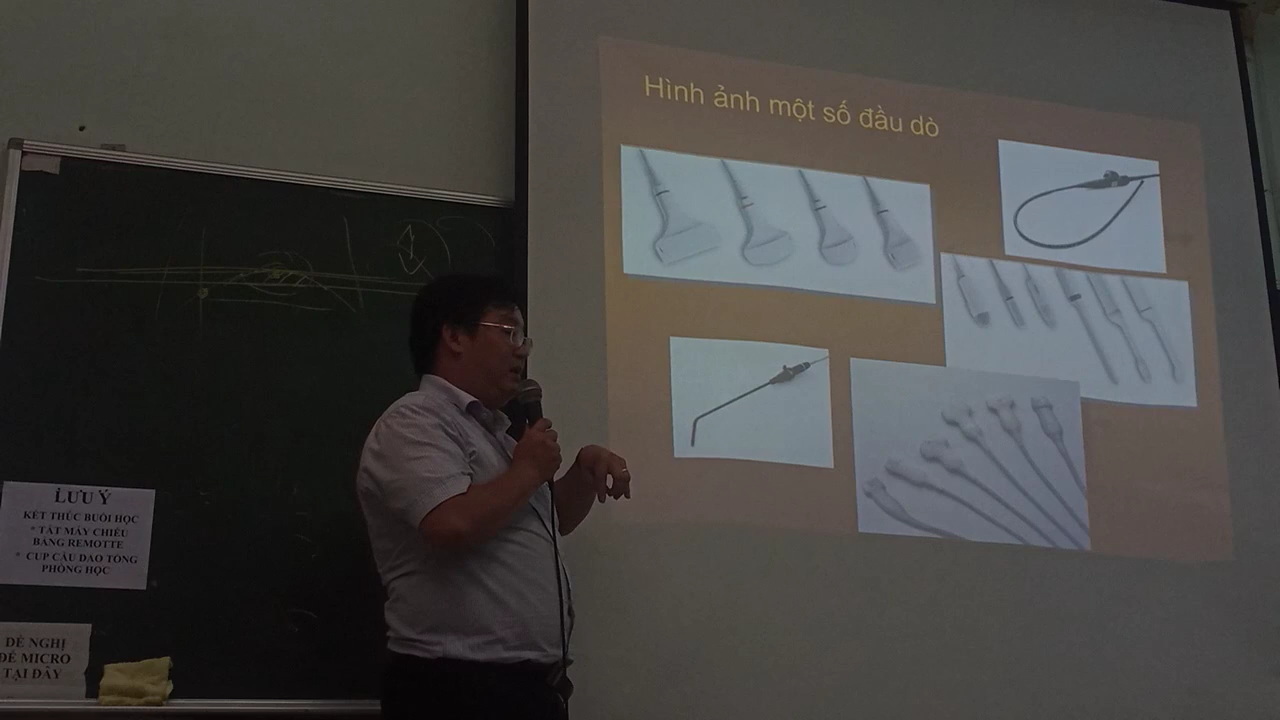 Hình ảnh một số đầu dò
LƯU Ý
KẾT THÚC BUỔI HỌC
* TẮT MÁY CHIẾU
BẰNG REMOTTE
* CUP CẦU DAO TỔNG
PHÒNG HỌC
ĐỀ NGHỊ
ĐỂ MICRO
TẠI ĐÂY